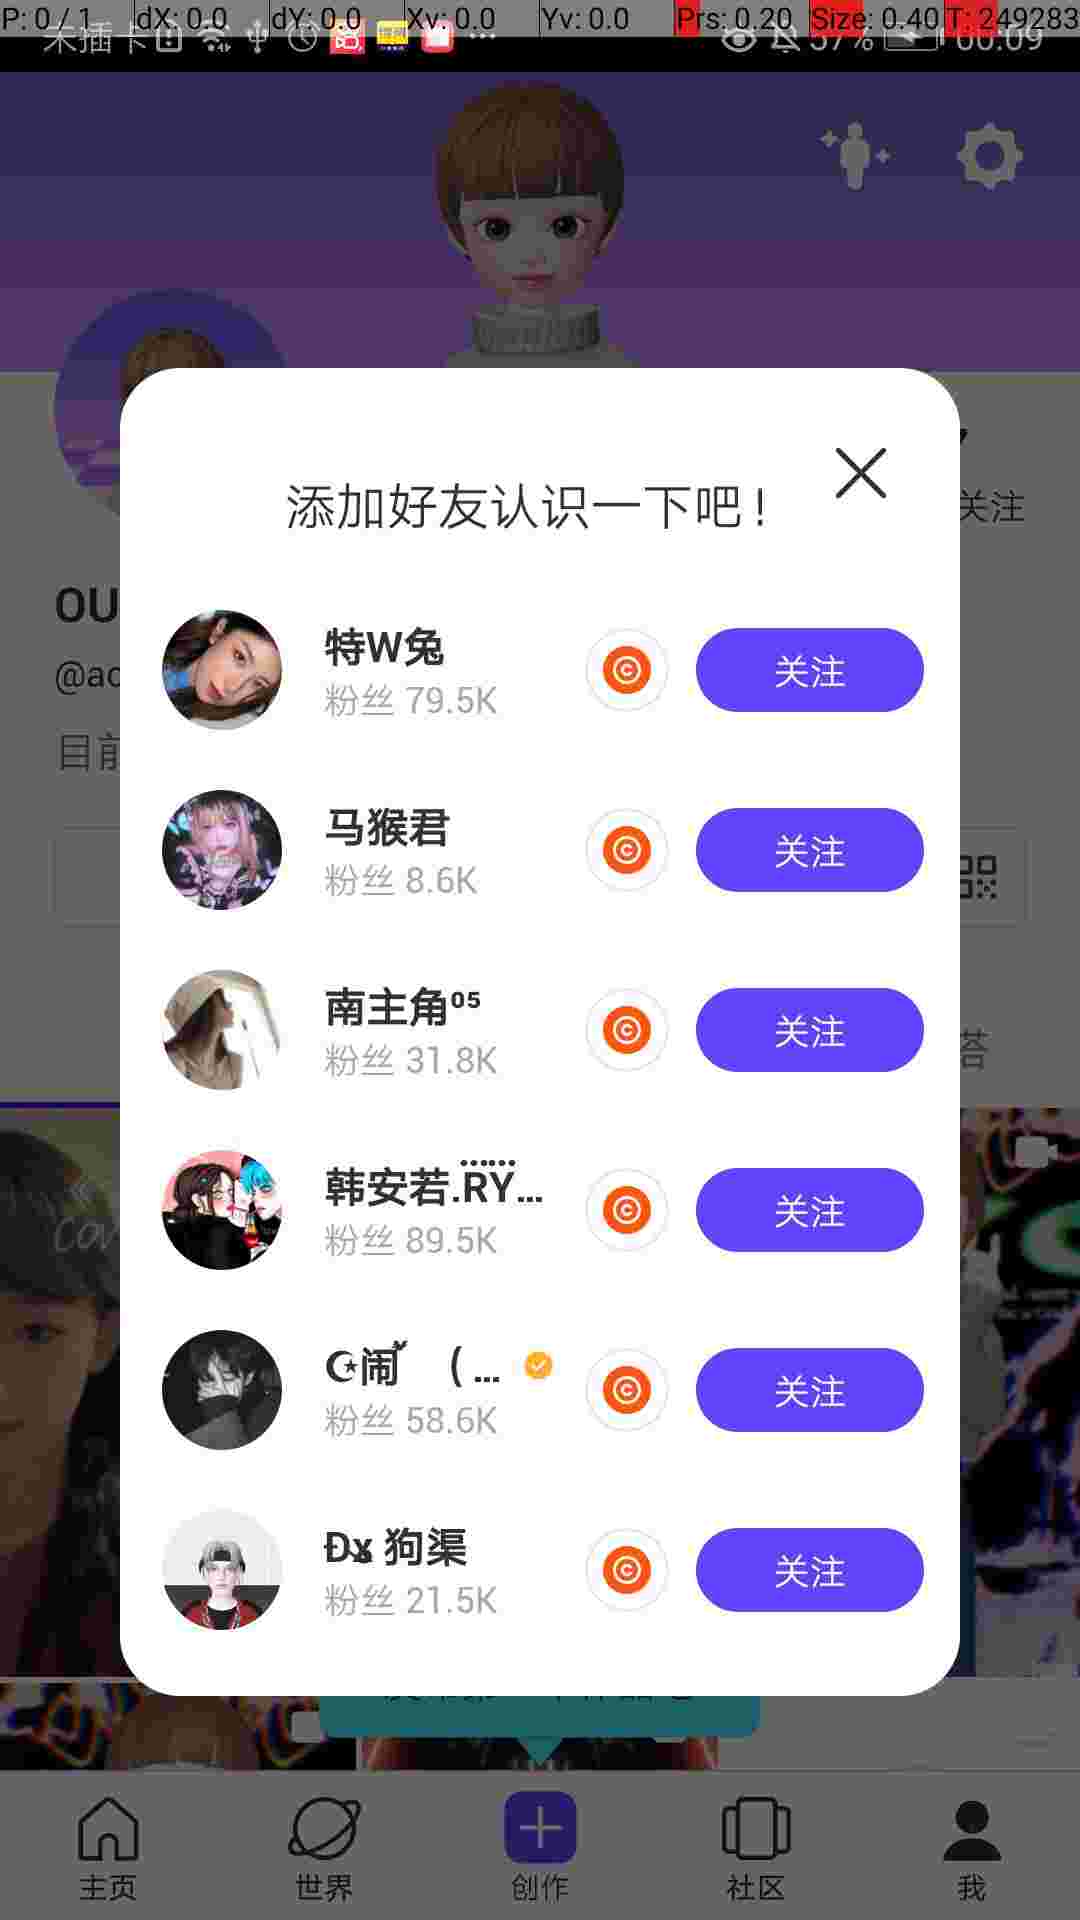 P: 0 / 1 dX: 0.0 dY: 0.0 Xv: 0.0 Yv: 0.0 Prs: 0.20 Size: 0.40 T: 249283
未插卡 57% 00:09
添加好友认识一下吧!
关注
OU
特W兔
粉丝 79.5K
关注
@ac
目前
马猴君
粉丝 8.6K
关注
南主角⁰⁵
粉丝 31.8K
关注
答
韩安若.RY...
粉丝 89.5K
关注
☪闹 ( ...
粉丝 58.6K
关注
狗渠
粉丝 21.5K
关注
主页 世界 创作 社区 我